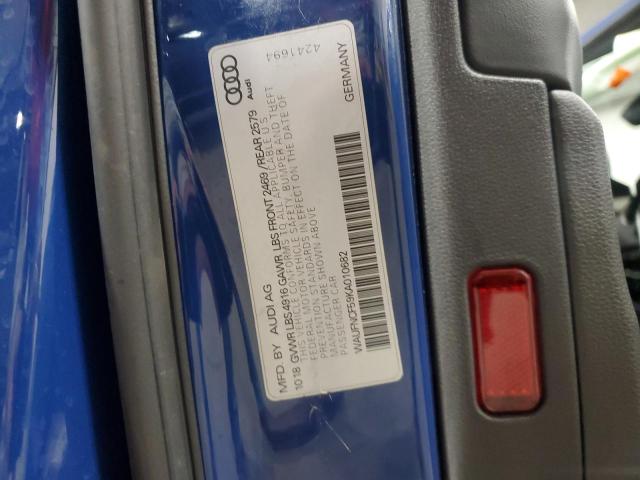 MFD. BY AUDI AG
10 18 GVWR LBS 4916 GAWR LBS FRONT 2469 /REAR 2579
THIS VEHICLE CONFORMS TO ALL APPLICABLE U.S.
FEDERAL MOTOR VEHICLE SAFETY, BUMPER AND THEFT
PREVENTION STANDARDS IN EFFECT ON THE DATE OF
MANUFACTURE SHOWN ABOVE
PASSENGER CAR
WAUFNCF59KA010682
Audi
4241694
GERMANY